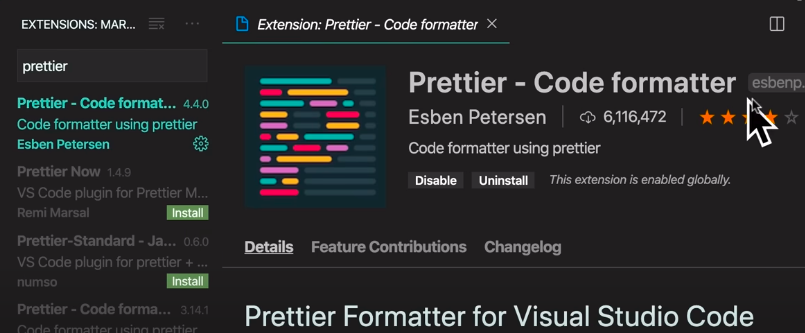 EXTENSIONS: MAR...
prettier
Prettier - Code format... 4.4.0
Code formatter using prettier
Esben Petersen
Prettier Now 1.4.9
VS Code plugin for Prettier M...
Remi Marsal Install
Prettier-Standard - Ja... 0.6.0
VS Code plugin for prettier + ...
numso Install
Prettier - Code forma... 3.14.1
Code formatter using prettier
Extension: Prettier - Code formatter
Prettier - Code formatter esbenp.
Esben Petersen 6,116,472
Code formatter using prettier
Disable Uninstall This extension is enabled globally.
Details Feature Contributions Changelog
Prettier Formatter for Visual Studio Code